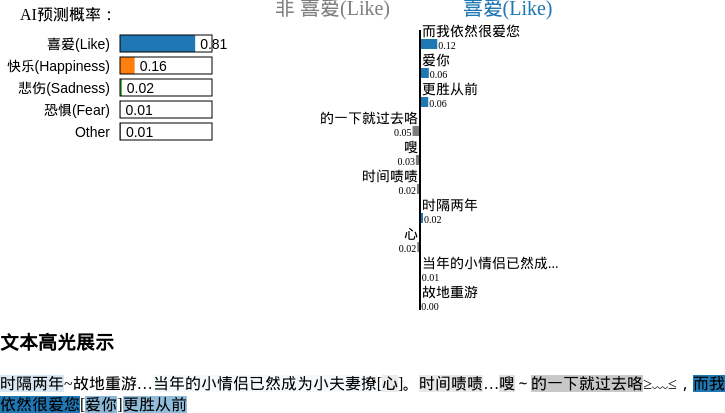 AI预测概率：
喜爱(Like) 0.81
快乐(Happiness) 0.16
悲伤(Sadness) 0.02
恐惧(Fear) 0.01
Other 0.01
非 喜爱(Like) 喜爱(Like)
而我依然很爱您
0.12
爱你
0.06
更胜从前
0.06
的一下就过去咯
0.05
嗖
0.03
时间啧啧
0.02
时隔两年
0.02
心
0.02
当年的小情侣已然成...
0.01
故地重游
0.00
文本高光展示
时隔两年~故地重游…当年的小情侣已然成为小夫妻撩[心]。时间啧啧…嗖～的一下就过去咯≥﹏≤，而我
依然很爱您[爱你]更胜从前